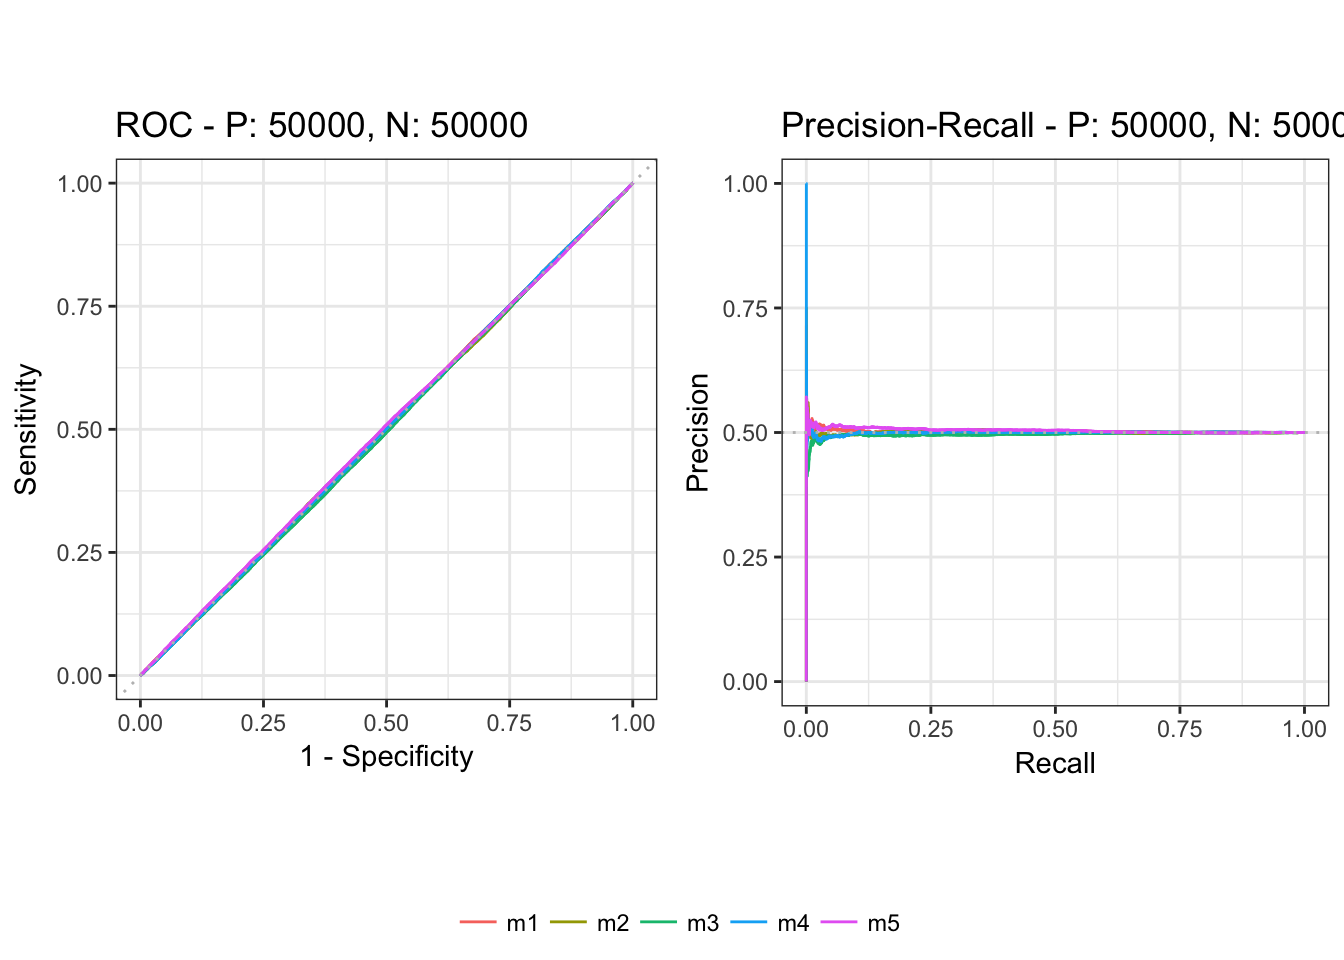 ROC - P: 50000, N: 50000
1.00
0.75
0.50
0.25
0.00
Sensitivity
0.00 0.25 0.50 0.75 1.00
1 - Specificity
Precision-Recall - P: 50000, N: 5000
1.00
0.75
0.50
0.25
0.00
Precision
0.00 0.25 0.50 0.75 1.00
Recall
m1 m2 m3 m4 m5